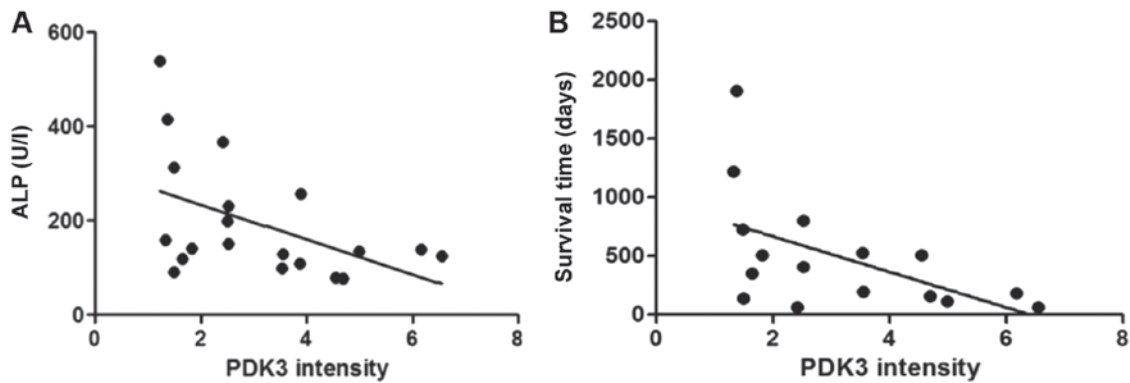 A
600
400
200
0
ALP (U/I)
0 2 4 6 8
PDK3 intensity
B
2500
2000
1500
1000
500
0
Survival time (days)
0 2 4 6 8
PDK3 intensity